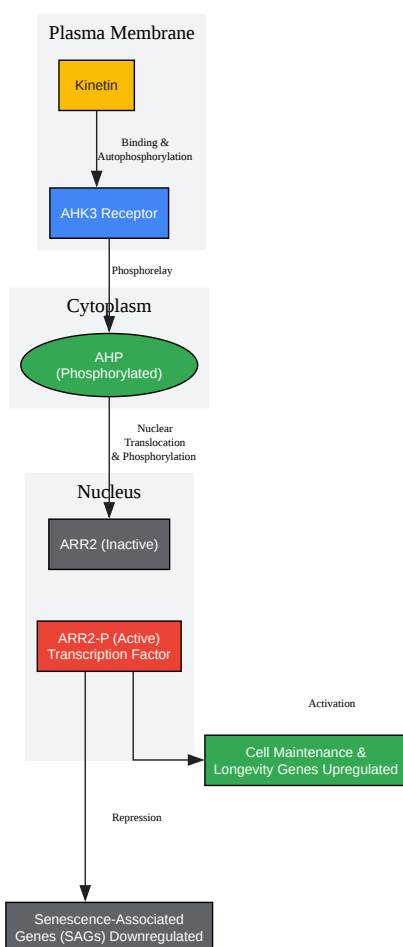 Plasma Membrane
Kinetin
Binding &
Autophosphorylation
AHK3 Receptor
Phosphorelay
Cytoplasm
AHP
(Phosphorylated)
Nuclear
Translocation
& Phosphorylation
Nucleus
ARR2 (Inactive)
ARR2-P (Active)
Transcription Factor
Activation
Cell Maintenance &
Longevity Genes Upregulated
Repression
Senescence-Associated
Genes (SAGs) Downregulated